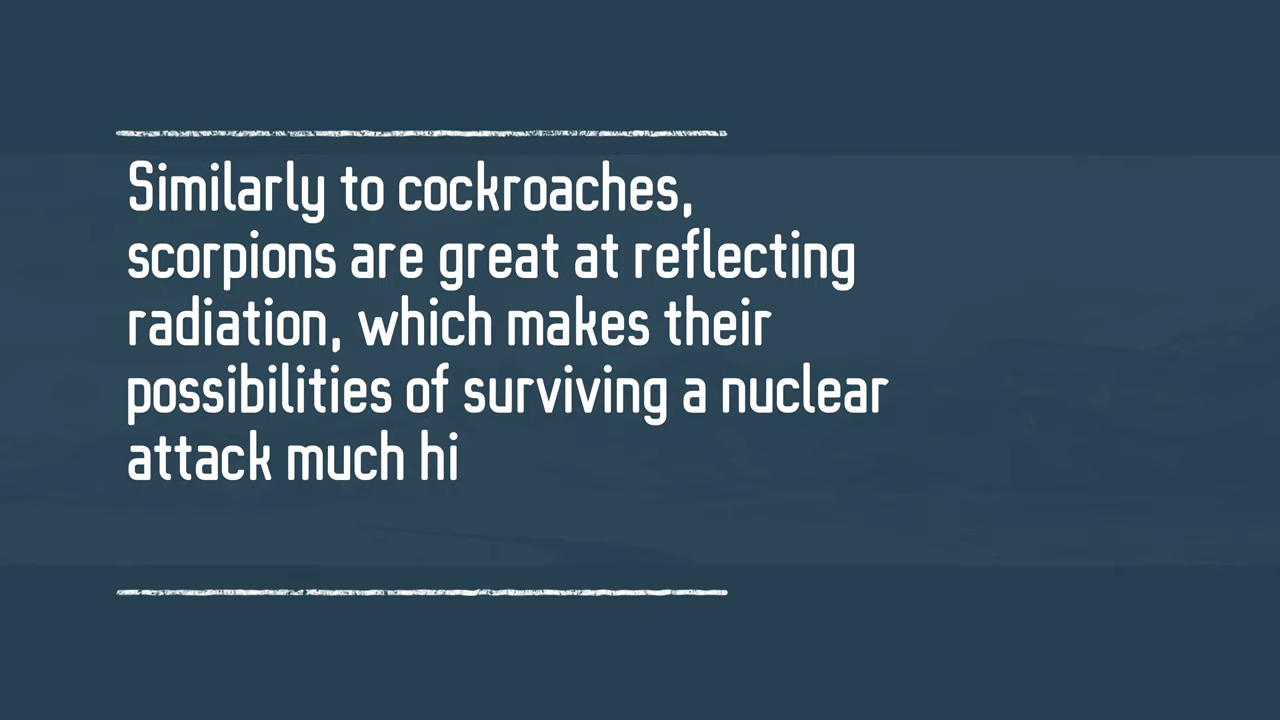 Similarly to cockroaches,
scorpions are great at reflecting
radiation, which makes their
possibilities of surviving a nuclear
attack much hi